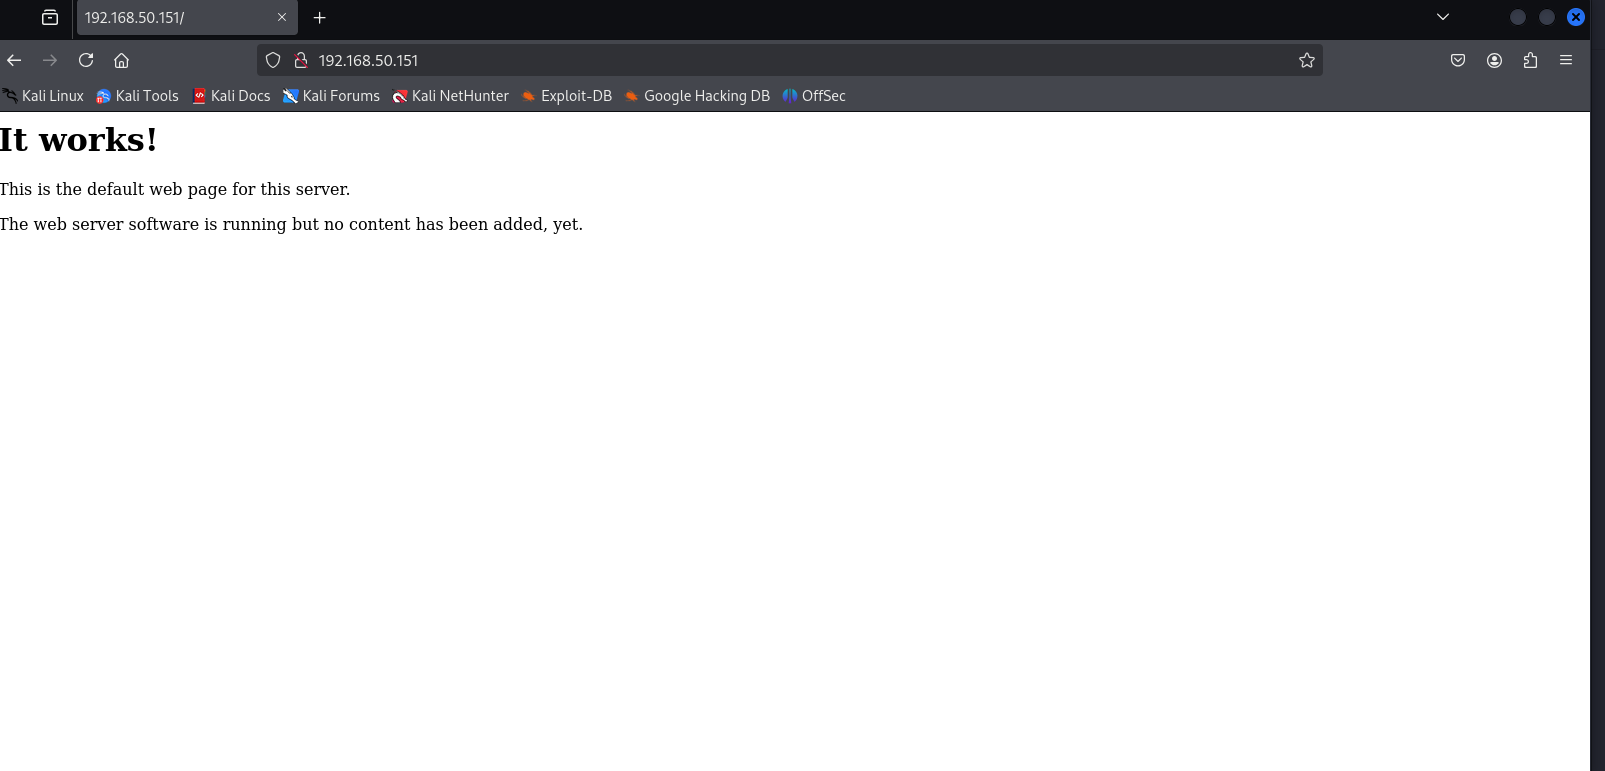 192.168.50.151/
192.168.50.151
Kali Linux Kali Tools Kali Docs Kali Forums Kali NetHunter Exploit-DB Google Hacking DB OffSec
It works!
This is the default web page for this server.
The web server software is running but no content has been added, yet.